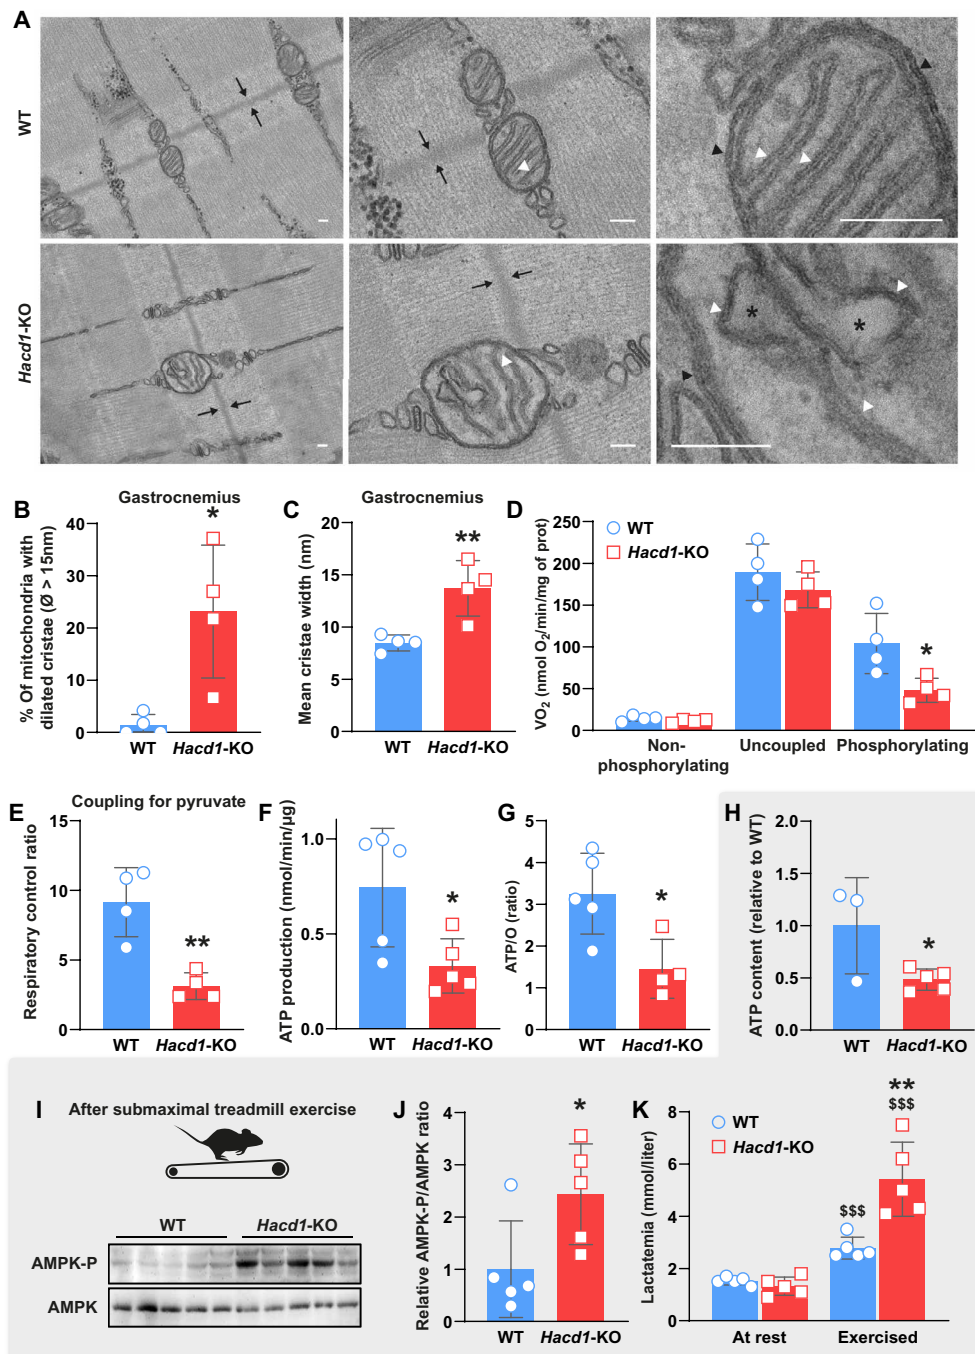 A
WT
Hacd1-KO
*
*
B
Gastrocnemius
% Of mitochondria with
dilated cristae (Ø > 15nm)
50
40
30
20
10
0
*
WT
Hacd1-KO
C
Gastrocnemius
Mean cristae width (nm)
20
15
10
5
0
**
WT
Hacd1-KO
D
VO2 (nmol O2/min/mg of prot)
250
200
150
100
50
0
WT
Hacd1-KO
*
Non-
phosphorylating
Uncoupled
Phosphorylating
E
Coupling for pyruvate
Respiratory control ratio
15
10
5
0
**
WT
Hacd1-KO
F
ATP production (nmol/min/µg)
1.0
0.5
0.0
*
WT
Hacd1-KO
G
ATP/O (ratio)
5
4
3
2
1
0
*
WT
Hacd1-KO
H
ATP content (relative to WT)
2.0
1.5
1.0
0.5
0.0
*
WT
Hacd1-KO
I
After submaximal treadmill exercise
WT
Hacd1-KO
AMPK-P
AMPK
J
Relative AMPK-P/AMPK ratio
4
3
2
1
0
*
WT
Hacd1-KO
K
Lactatemia (mmol/liter)
8
6
4
2
0
WT
Hacd1-KO
$$$
**
$$$
At rest
Exercised